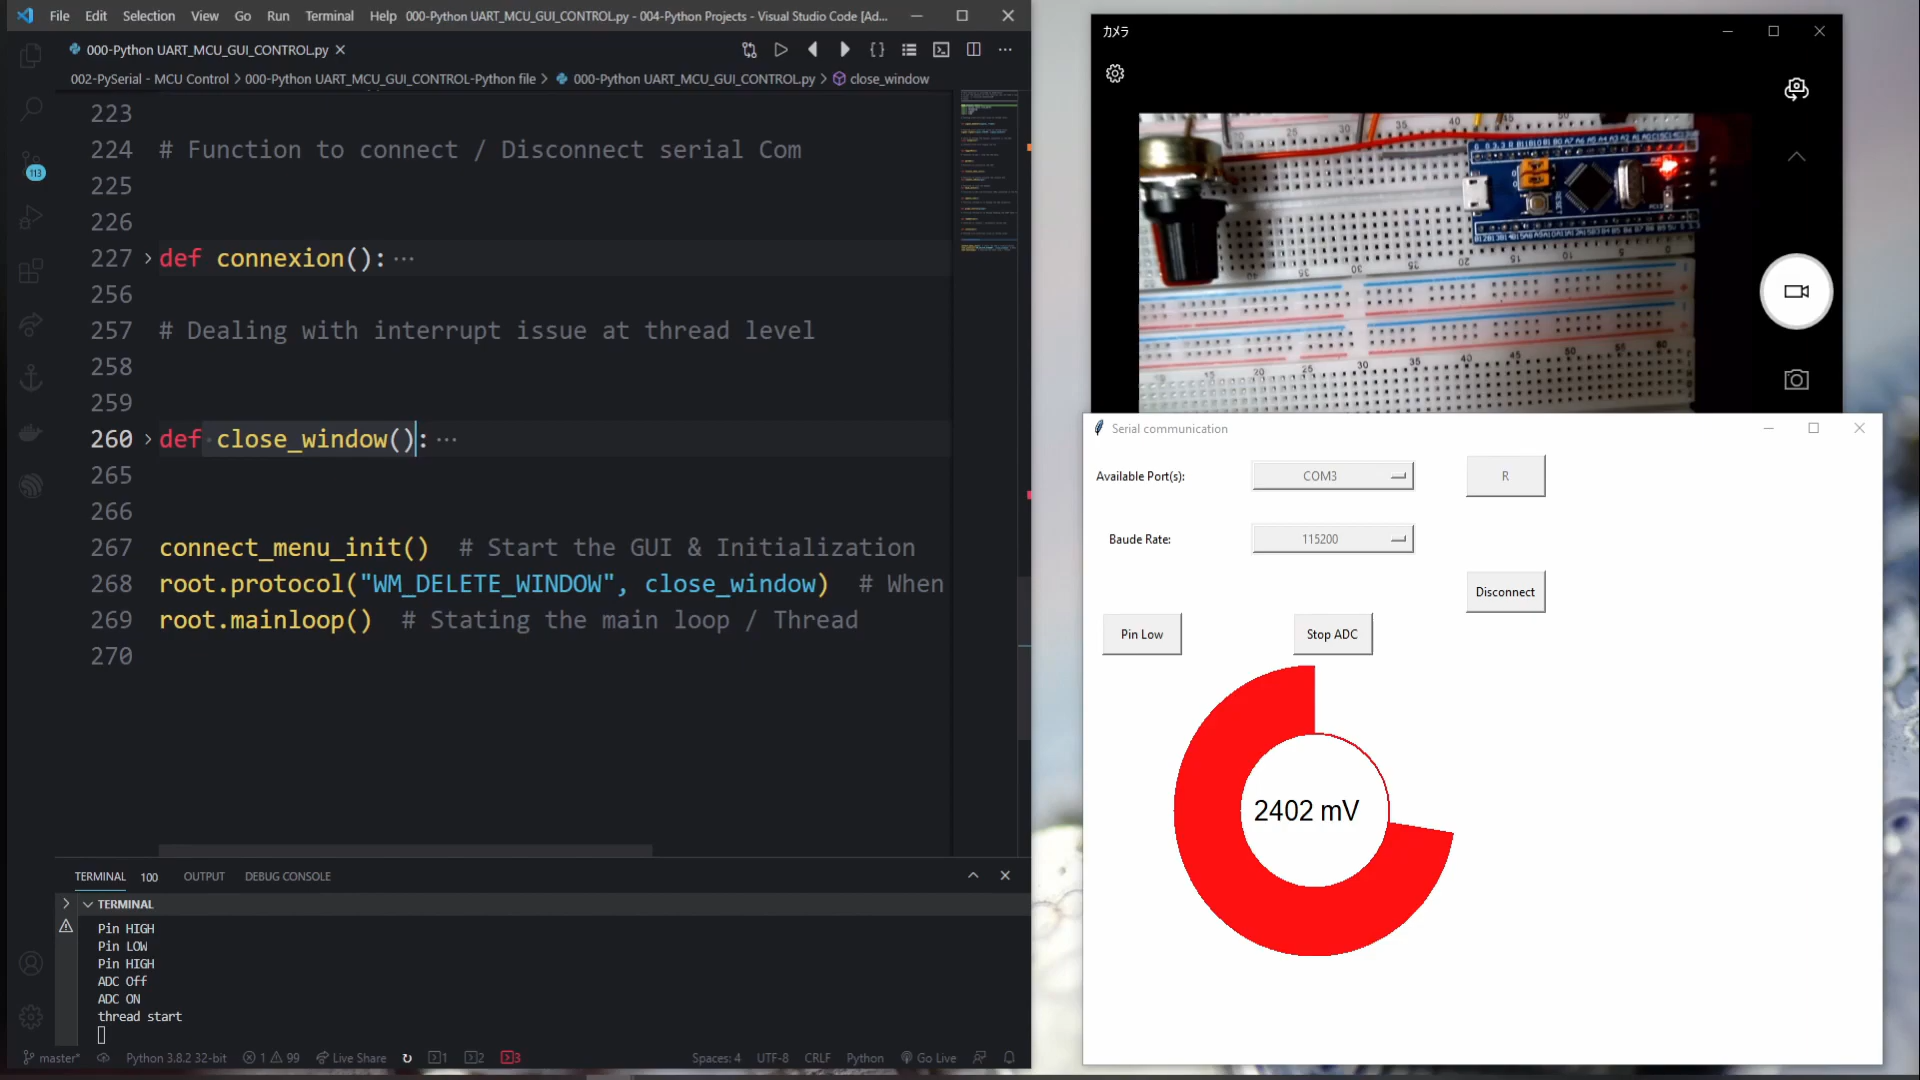 File Edit Selection View Go Run Terminal Help 000-Python UART_MCU_GUI_CONTROL.py - 004-Python Projects - Visual Studio Code [Ad...
000-Python UART_MCU_GUI_CONTROL.py
002-PySerial - MCU Control > 000-Python UART_MCU_GUI_CONTROL-Python file > 000-Python UART_MCU_GUI_CONTROL.py > close_window
113
223
224 # Function to connect / Disconnect serial Com
225
226
227 def connexion(): ...
256
257 # Dealing with interrupt issue at thread level
258
259
260 def close_window(): ...
265
266
267 connect_menu_init() # Start the GUI & Initialization
268 root.protocol("WM_DELETE_WINDOW", close_window) # When
269 root.mainloop() # Stating the main loop / Thread
270
TERMINAL 100 OUTPUT DEBUG CONSOLE
TERMINAL
Pin HIGH
Pin LOW
Pin HIGH
ADC Off
ADC ON
thread start
master* Python 3.8.2 32-bit 1 99 Live Share 1 2 3 Spaces: 4 UTF-8 CRLF Python Go Live
カメラ
Serial communication
Available Port(s): COM3 R
Baude Rate: 115200
Disconnect
Pin Low Stop ADC
2402 mV